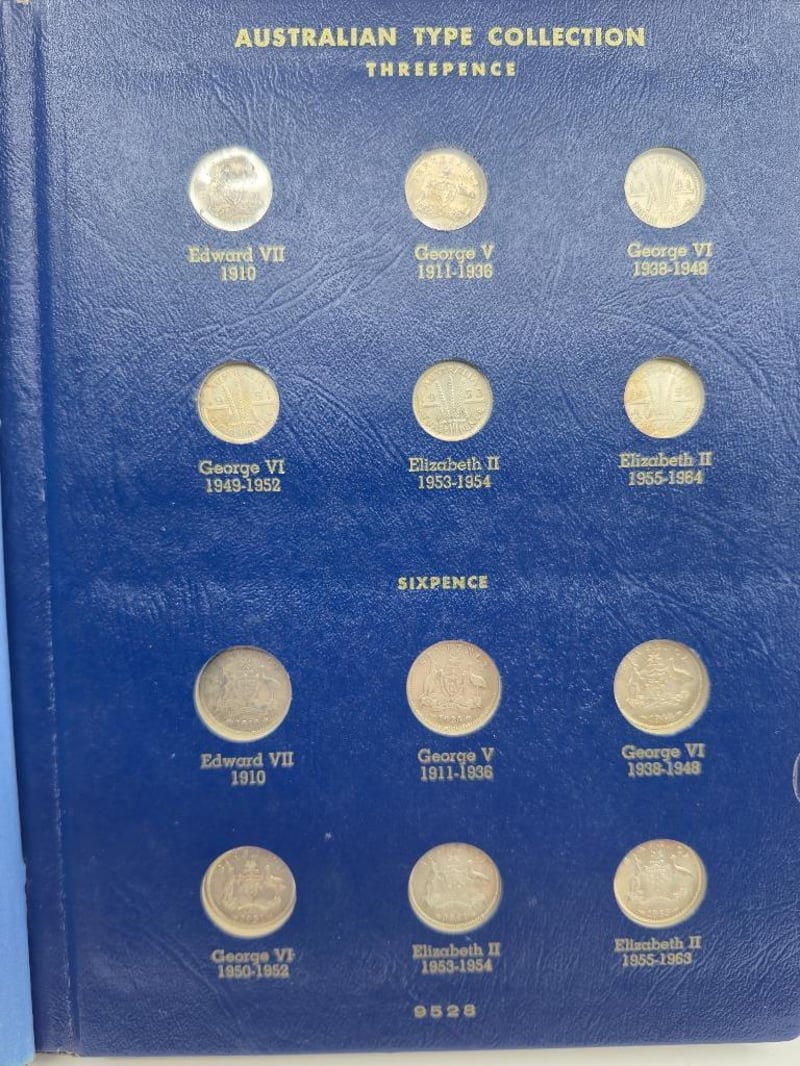 AUSTRALIAN TYPE COLLECTION
THREEPENCE
Edward VII
1910
George V
1911-1936
George VI
1938-1948
George VI
1949-1952
Elizabeth II
1953-1954
Elizabeth II
1955-1964
SIXPENCE
Edward VII
1910
George V
1911-1936
George VI
1938-1948
George VI
1950-1952
Elizabeth II
1953-1954
Elizabeth II
1955-1963
9528